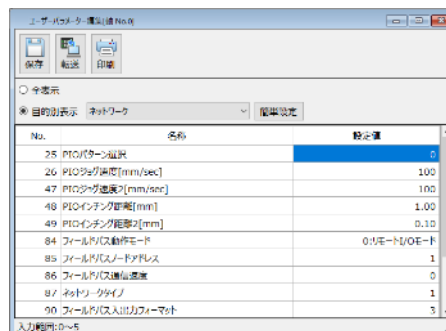 ユーザーパラメーター編集[軸 No.0]
保存 転送 印刷
全表示
目的別表示 ネットワーク 簡単設定
No. 名称 設定値
25 PIOパターン選択 0
26 PIOジョグ速度[mm/sec] 100
47 PIOジョグ速度2[mm/sec] 100
48 PIOインチング距離[mm] 1.00
49 PIOインチング距離2[mm] 0.10
84 フィールドバス動作モード 0:リモートI/Oモード
85 フィールドバスノードアドレス 1
86 フィールドバス通信速度 0
87 ネットワークタイプ 1
90 フィールドバス入出力フォーマット 3
入力範囲:0～5